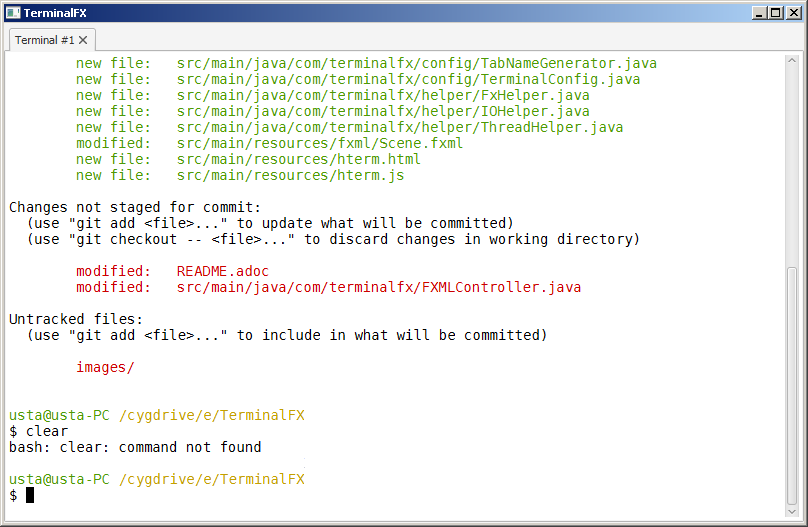 TerminalFX
Terminal #1
new file:   src/main/java/com/terminalfx/config/TabNameGenerator.java
new file:   src/main/java/com/terminalfx/config/TerminalConfig.java
new file:   src/main/java/com/terminalfx/helper/FxHelper.java
new file:   src/main/java/com/terminalfx/helper/IOHelper.java
new file:   src/main/java/com/terminalfx/helper/ThreadHelper.java
modified:   src/main/resources/fxml/Scene.fxml
new file:   src/main/resources/hterm.html
new file:   src/main/resources/hterm.js
Changes not staged for commit:
(use "git add <file>..." to update what will be committed)
(use "git checkout -- <file>..." to discard changes in working directory)
modified:   README.adoc
modified:   src/main/java/com/terminalfx/FXMLController.java
Untracked files:
(use "git add <file>..." to include in what will be committed)
images/
usta@usta-PC /cygdrive/e/TerminalFX
$ clear
bash: clear: command not found
usta@usta-PC /cygdrive/e/TerminalFX
$